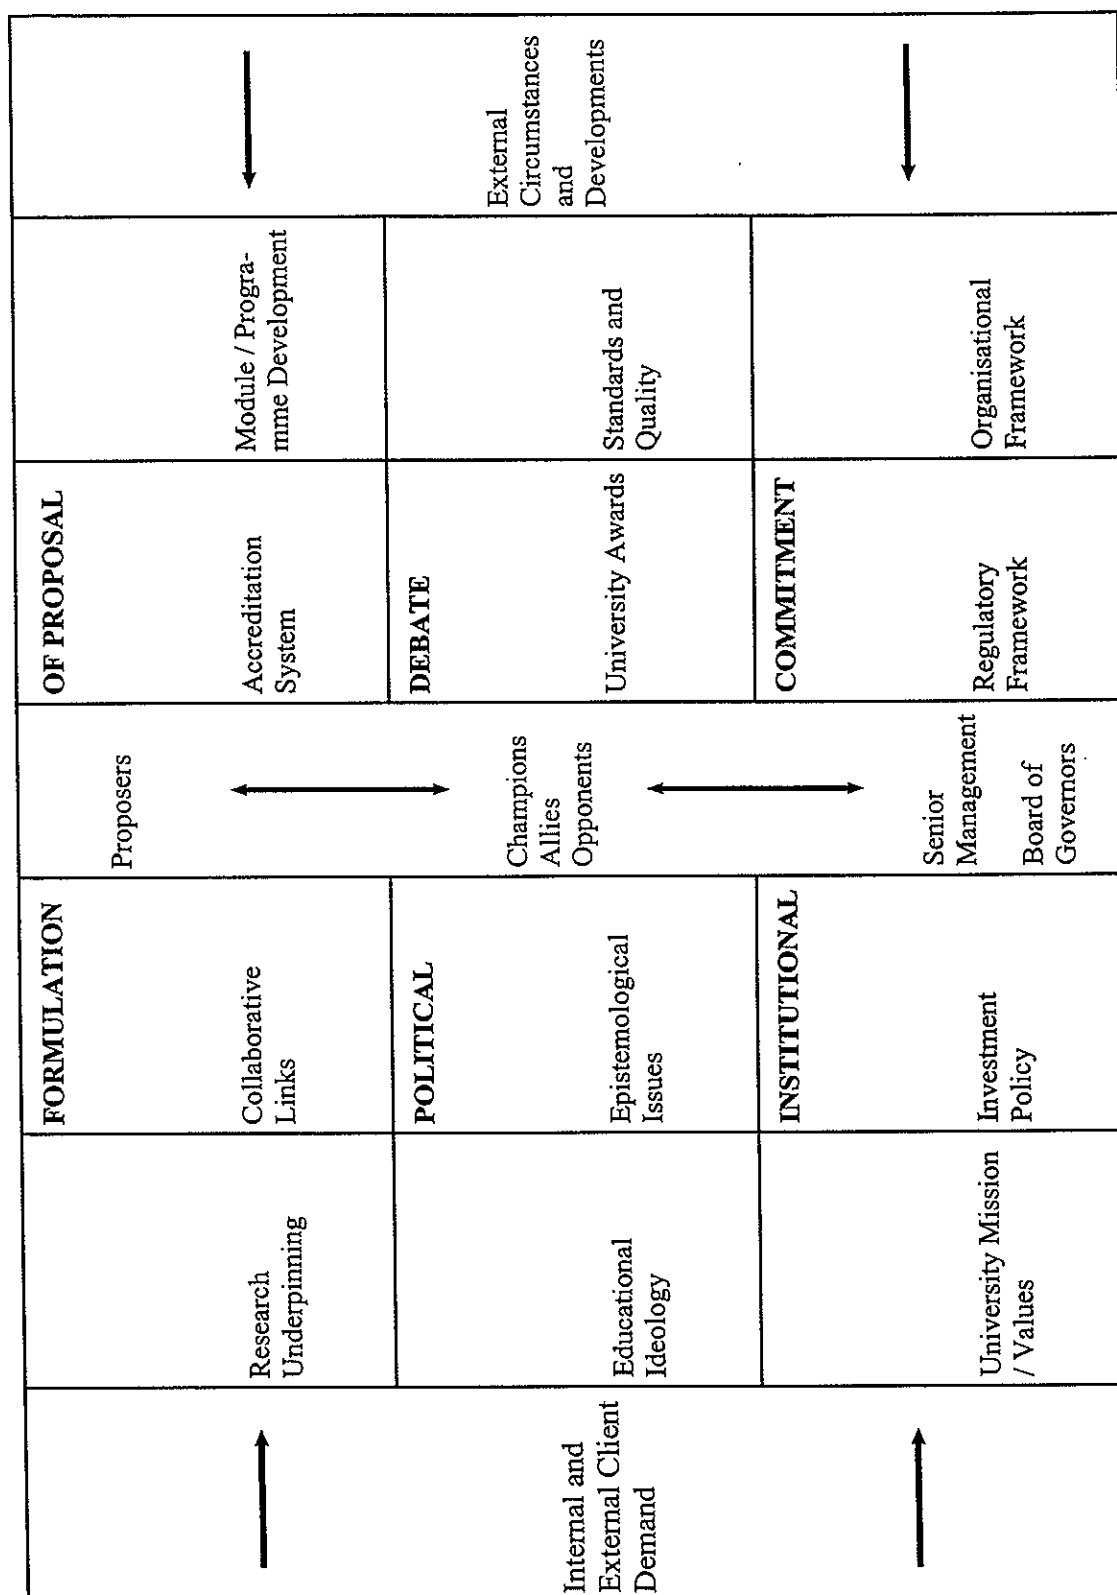 FORMULATION
OF PROPOSAL
Proposers
Research
Underpinning
Collaborative
Links
Accreditation
System
Module / Progra-
mme Development
POLITICAL
DEBATE
Internal and
External Client
Demand
Champions
Allies
Opponents
External
Circumstances
and
Developments
Educational
Ideology
Epistemological
Issues
University Awards
Standards and
Quality
INSTITUTIONAL
COMMITMENT
University Mission
/ Values
Investment
Policy
Senior
Management
Board of
Governors
Regulatory
Framework
Organisational
Framework